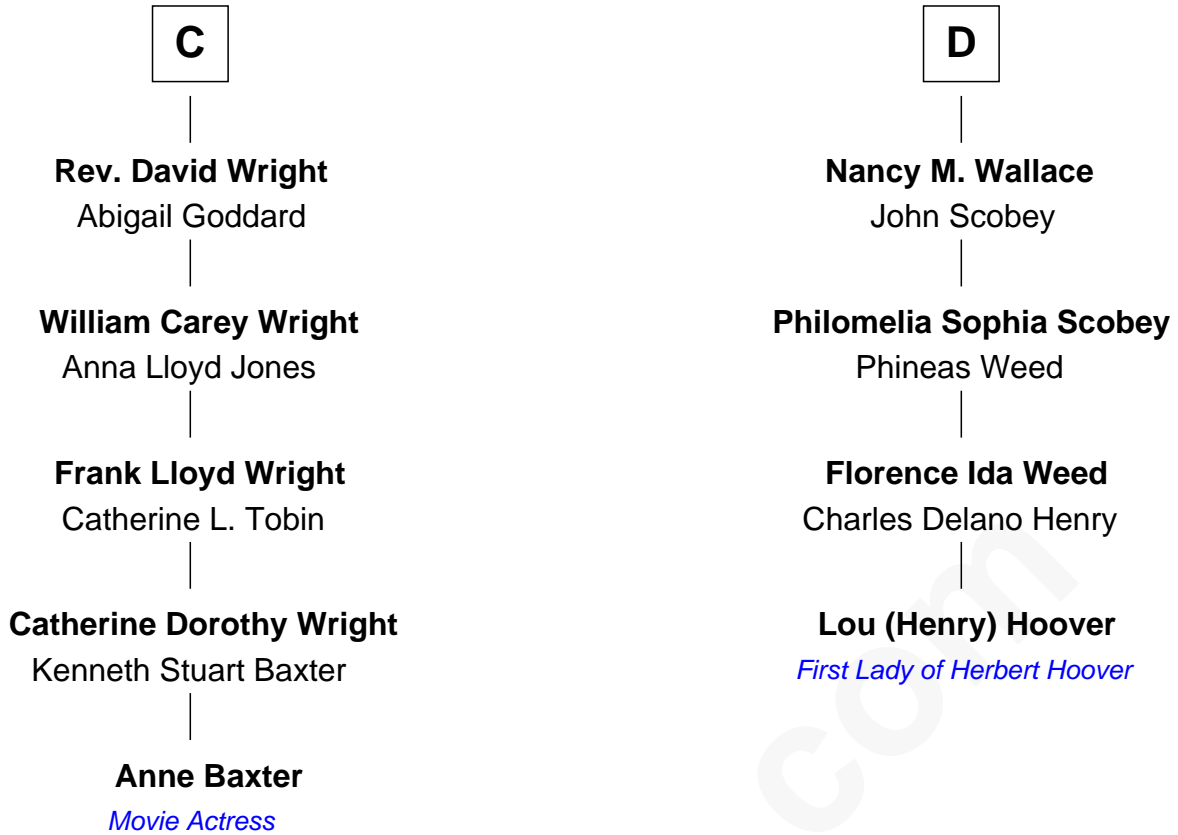 C
Rev. David Wright
Abigail Goddard
William Carey Wright
Anna Lloyd Jones
Frank Lloyd Wright
Catherine L. Tobin
Catherine Dorothy Wright
Kenneth Stuart Baxter
Anne Baxter
Movie Actress
D
Nancy M. Wallace
John Scobey
Philomelia Sophia Scobey
Phineas Weed
Florence Ida Weed
Charles Delano Henry
Lou (Henry) Hoover
First Lady of Herbert Hoover
com